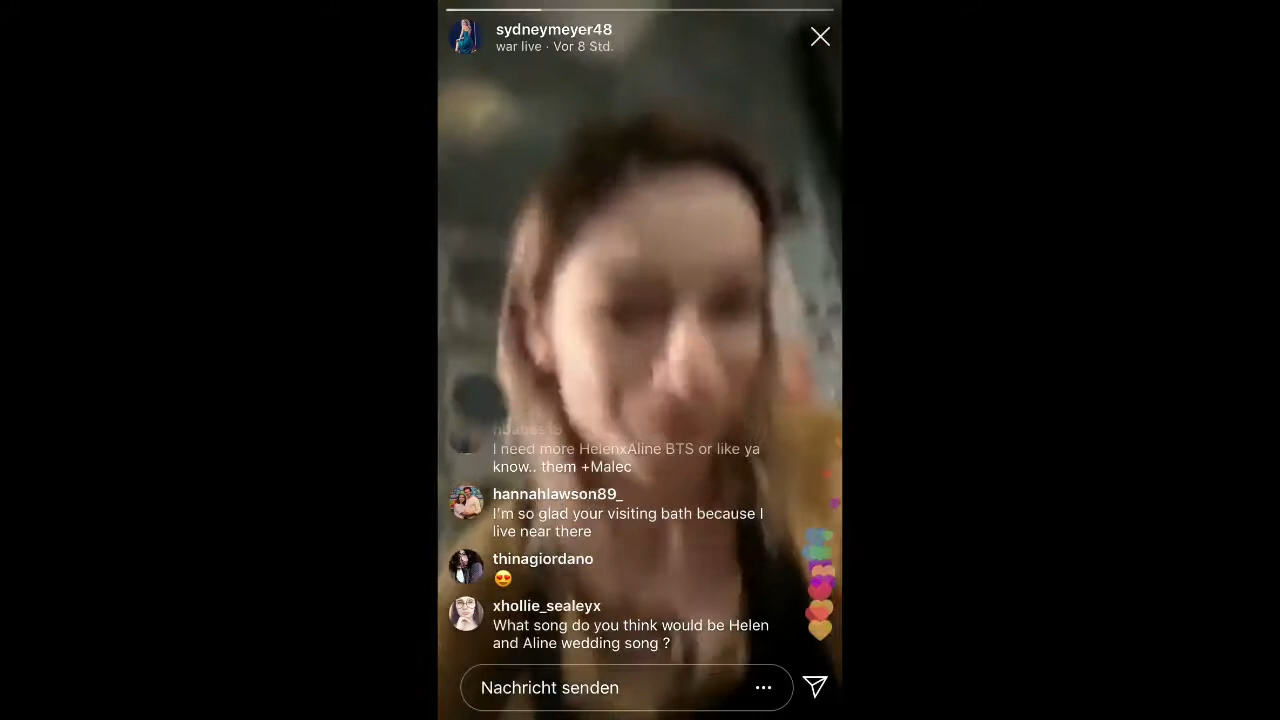 sydneymeyer48
war live · Vor 8 Std.
I need more HelenxAline BTS or like ya
know.. them +Malec
hannahlawson89_
I'm so glad your visiting bath because I
live near there
thinagiordano
😍
xhollie_sealeyx
What song do you think would be Helen
and Aline wedding song ?
Nachricht senden